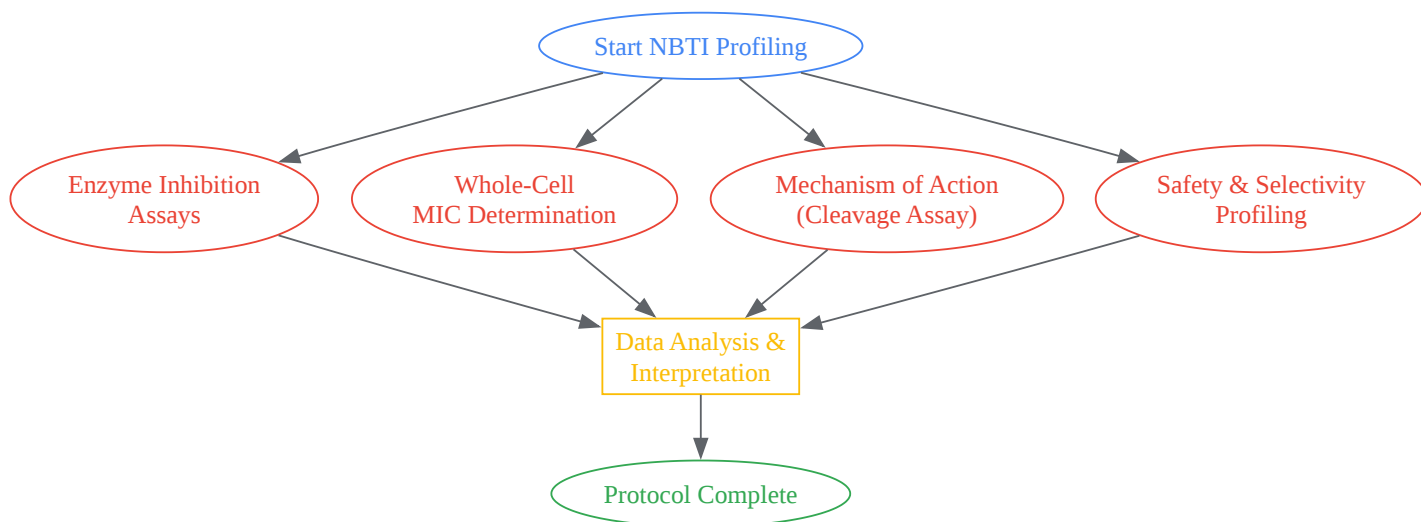 Start NBTI Profiling
Enzyme Inhibition
Assays
Whole-Cell
MIC Determination
Mechanism of Action
(Cleavage Assay)
Safety & Selectivity
Profiling
Data Analysis &
Interpretation
Protocol Complete